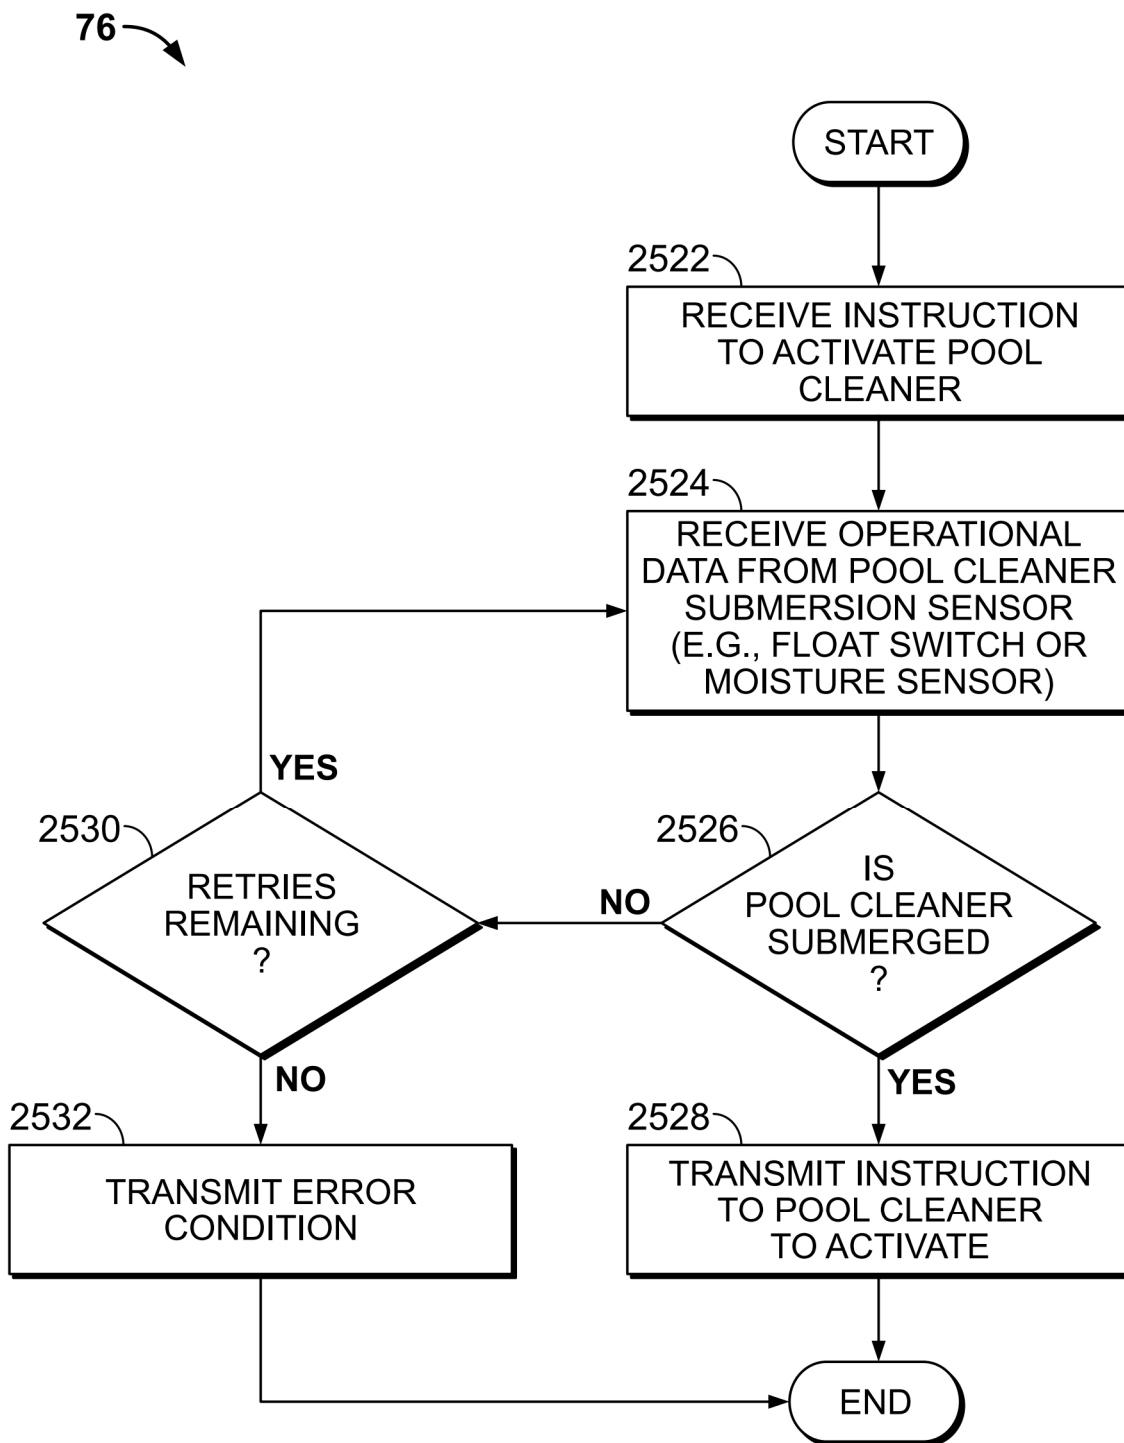 76
START
2522
RECEIVE INSTRUCTION
TO ACTIVATE POOL
CLEANER
2524
RECEIVE OPERATIONAL
DATA FROM POOL CLEANER
SUBMERSION SENSOR
(E.G., FLOAT SWITCH OR
MOISTURE SENSOR)
2526
IS
POOL CLEANER
SUBMERGED
?
NO
YES
2530
RETRIES
REMAINING
?
YES
NO
2532
TRANSMIT ERROR
CONDITION
2528
TRANSMIT INSTRUCTION
TO POOL CLEANER
TO ACTIVATE
END